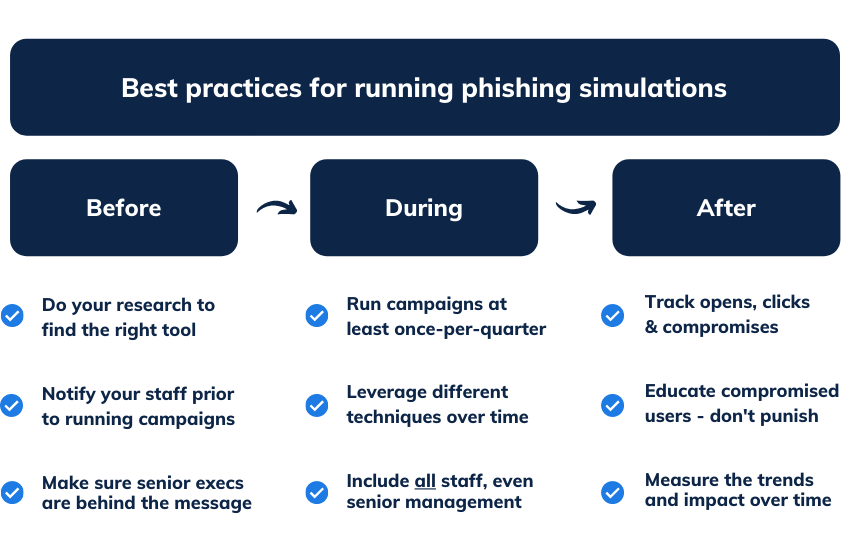 Best practices for running phishing simulations
Before
During
After
Do your research to
find the right tool
Notify your staff prior
to running campaigns
Make sure senior execs
are behind the message
Run campaigns at
least once-per-quarter
Leverage different
techniques over time
Include all staff, even
senior management
Track opens, clicks
& compromises
Educate compromised
users - don't punish
Measure the trends
and impact over time